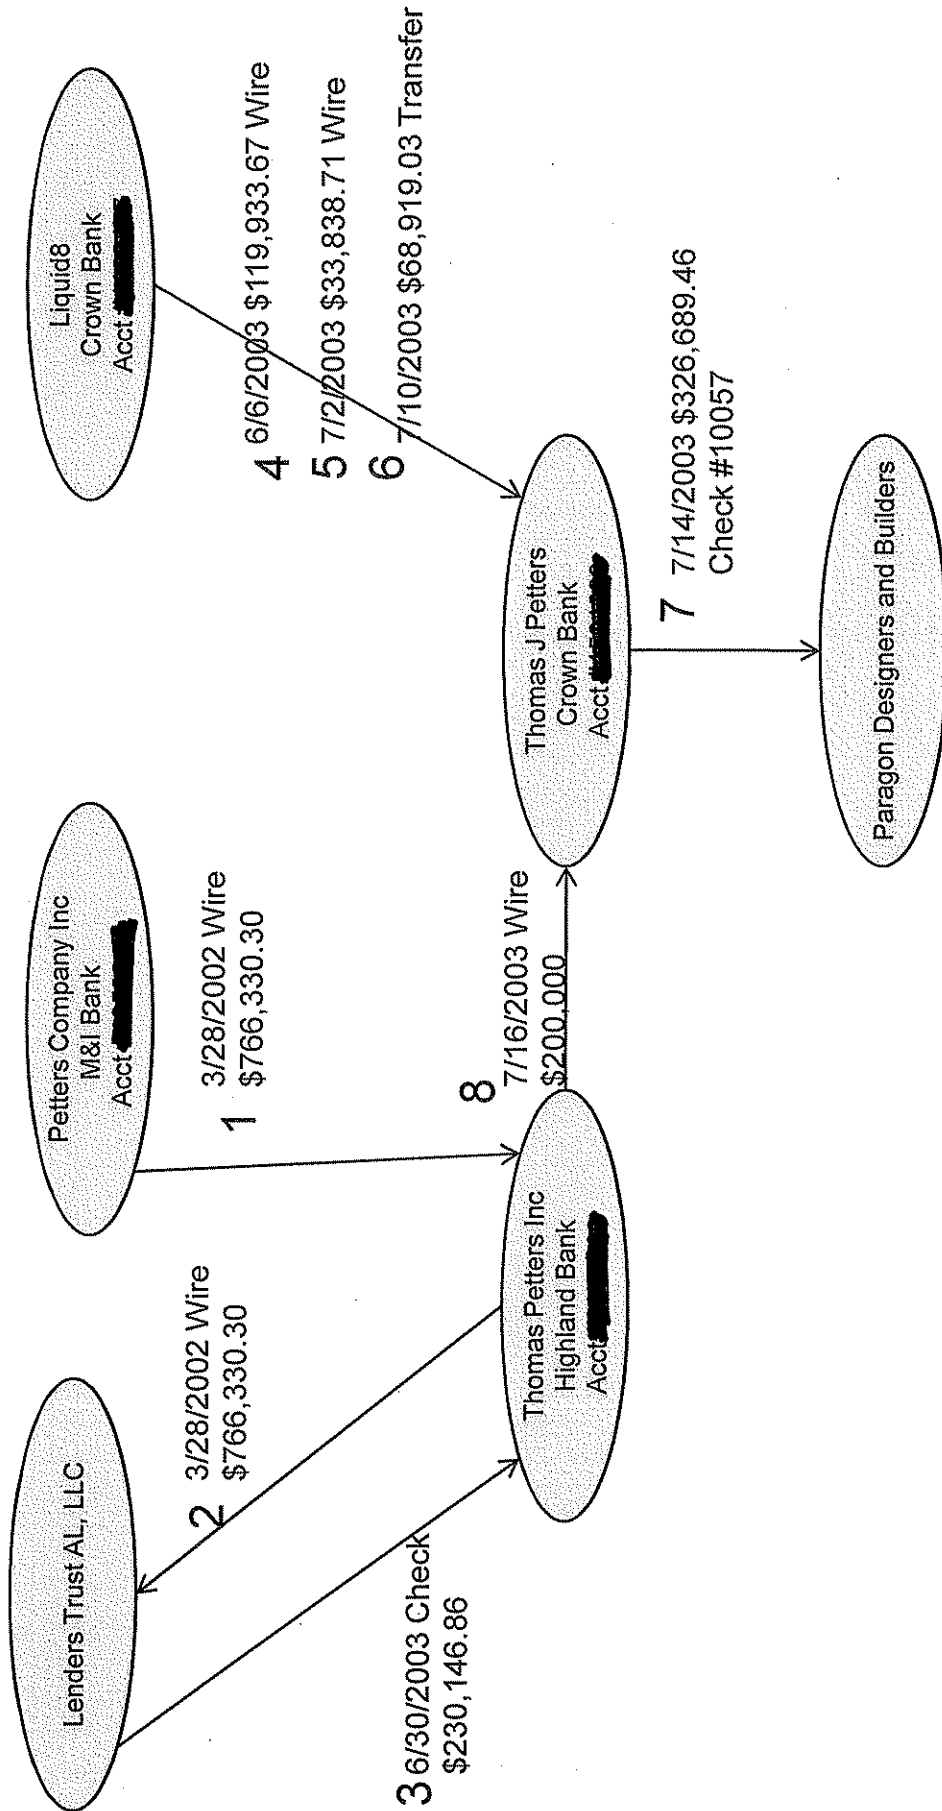 Lenders Trust AL, LLC
Petters Company Inc
M&I Bank
Acct
Liquid8
Crown Bank
Acct
2 3/28/2002 Wire
$766,330.30
1 3/28/2002 Wire
$766,330.30
4 6/6/2003 $119,933.67 Wire
5 7/2/2003 $33,838.71 Wire
6 7/10/2003 $68,919.03 Transfer
3 6/30/2003 Check
$230,146.86
Thomas Petters Inc
Highland Bank
Acct
8 7/16/2003 Wire
$200,000
Thomas J Petters
Crown Bank
Acct
7 7/14/2003 $326,689.46
Check #10057
Paragon Designers and Builders